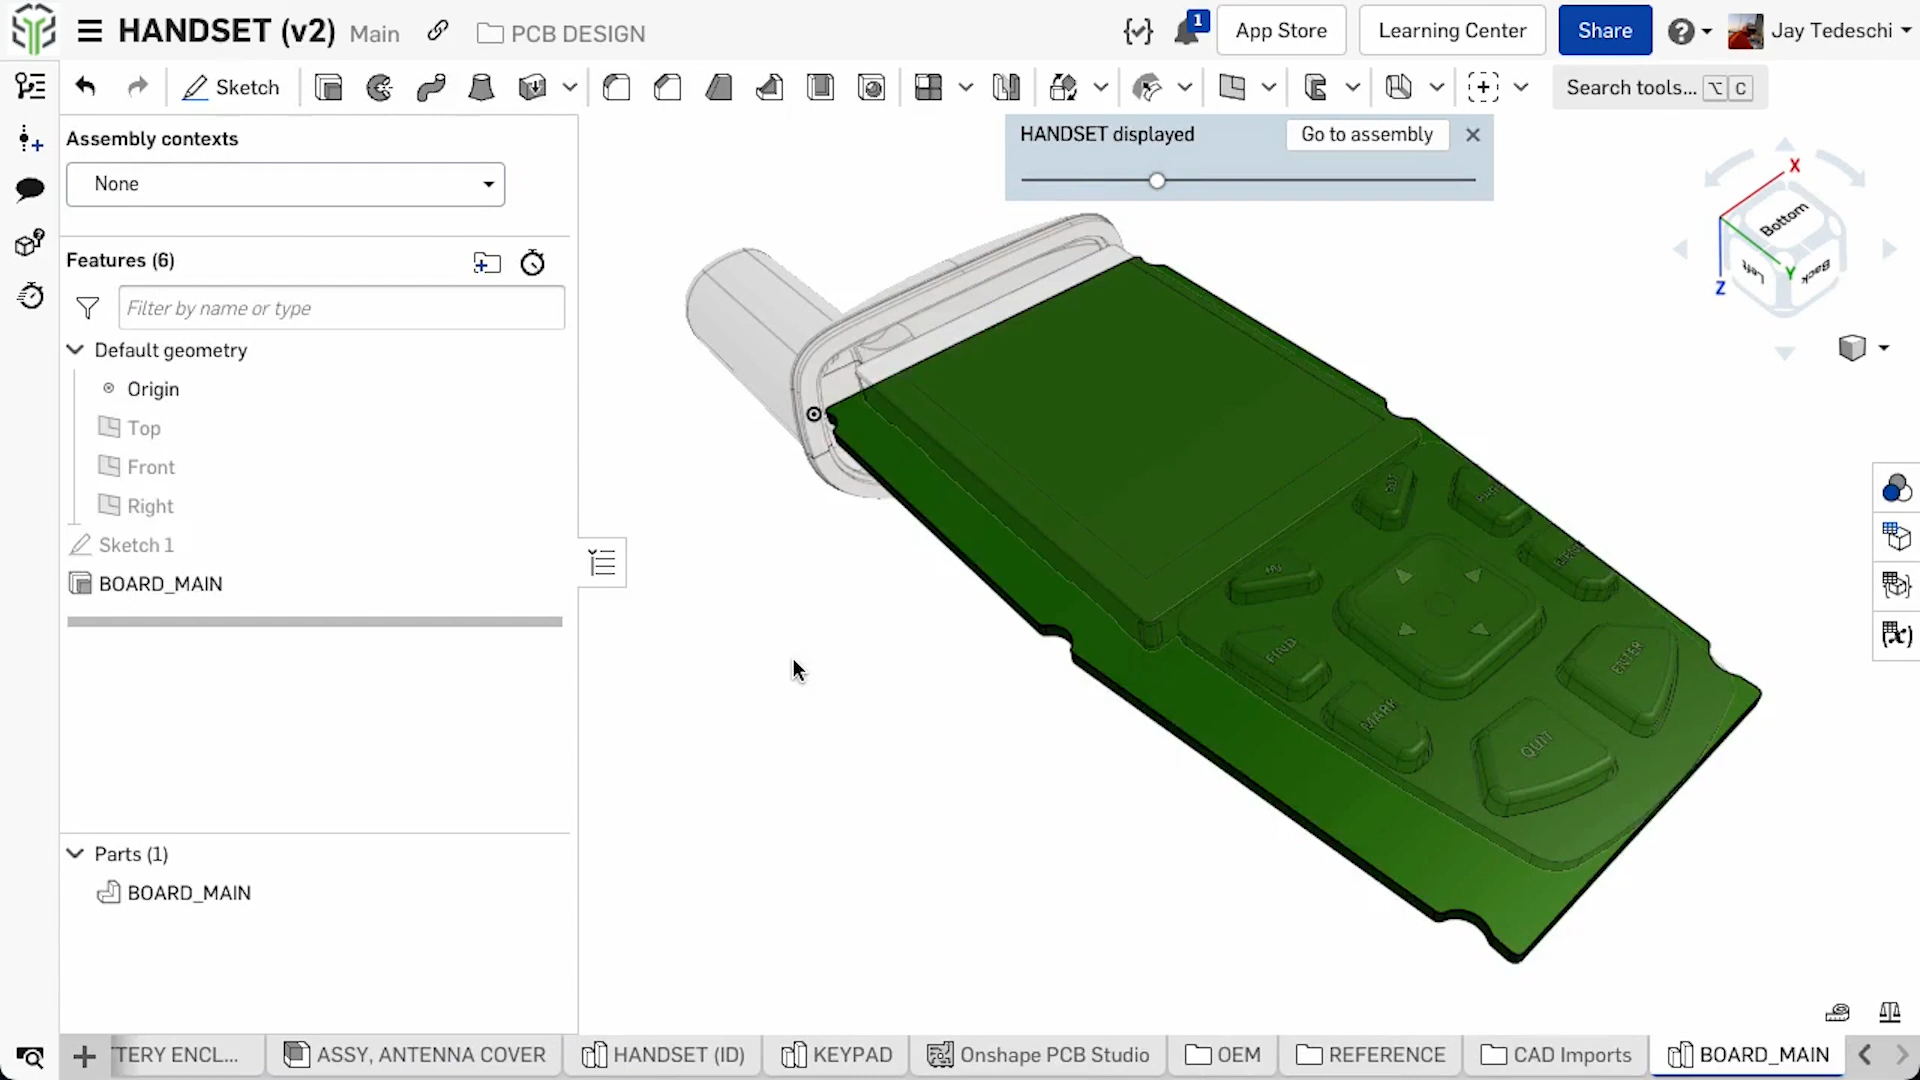 HANDSET (v2) Main PCB DESIGN
1 App Store Learning Center Share Jay Tedeschi
Sketch
Search tools... ⌥ C
Assembly contexts
None
HANDSET displayed Go to assembly
Features (6)
Filter by name or type
Default geometry
Origin
Top
Front
Right
Sketch 1
BOARD_MAIN
X
Bottom
Left
Y
Back
Z
FIND
MARK
ENTER
QUIT
Parts (1)
BOARD_MAIN
TERY ENCL...
ASSY, ANTENNA COVER
HANDSET (ID)
KEYPAD
Onshape PCB Studio
OEM
REFERENCE
CAD Imports
BOARD_MAIN